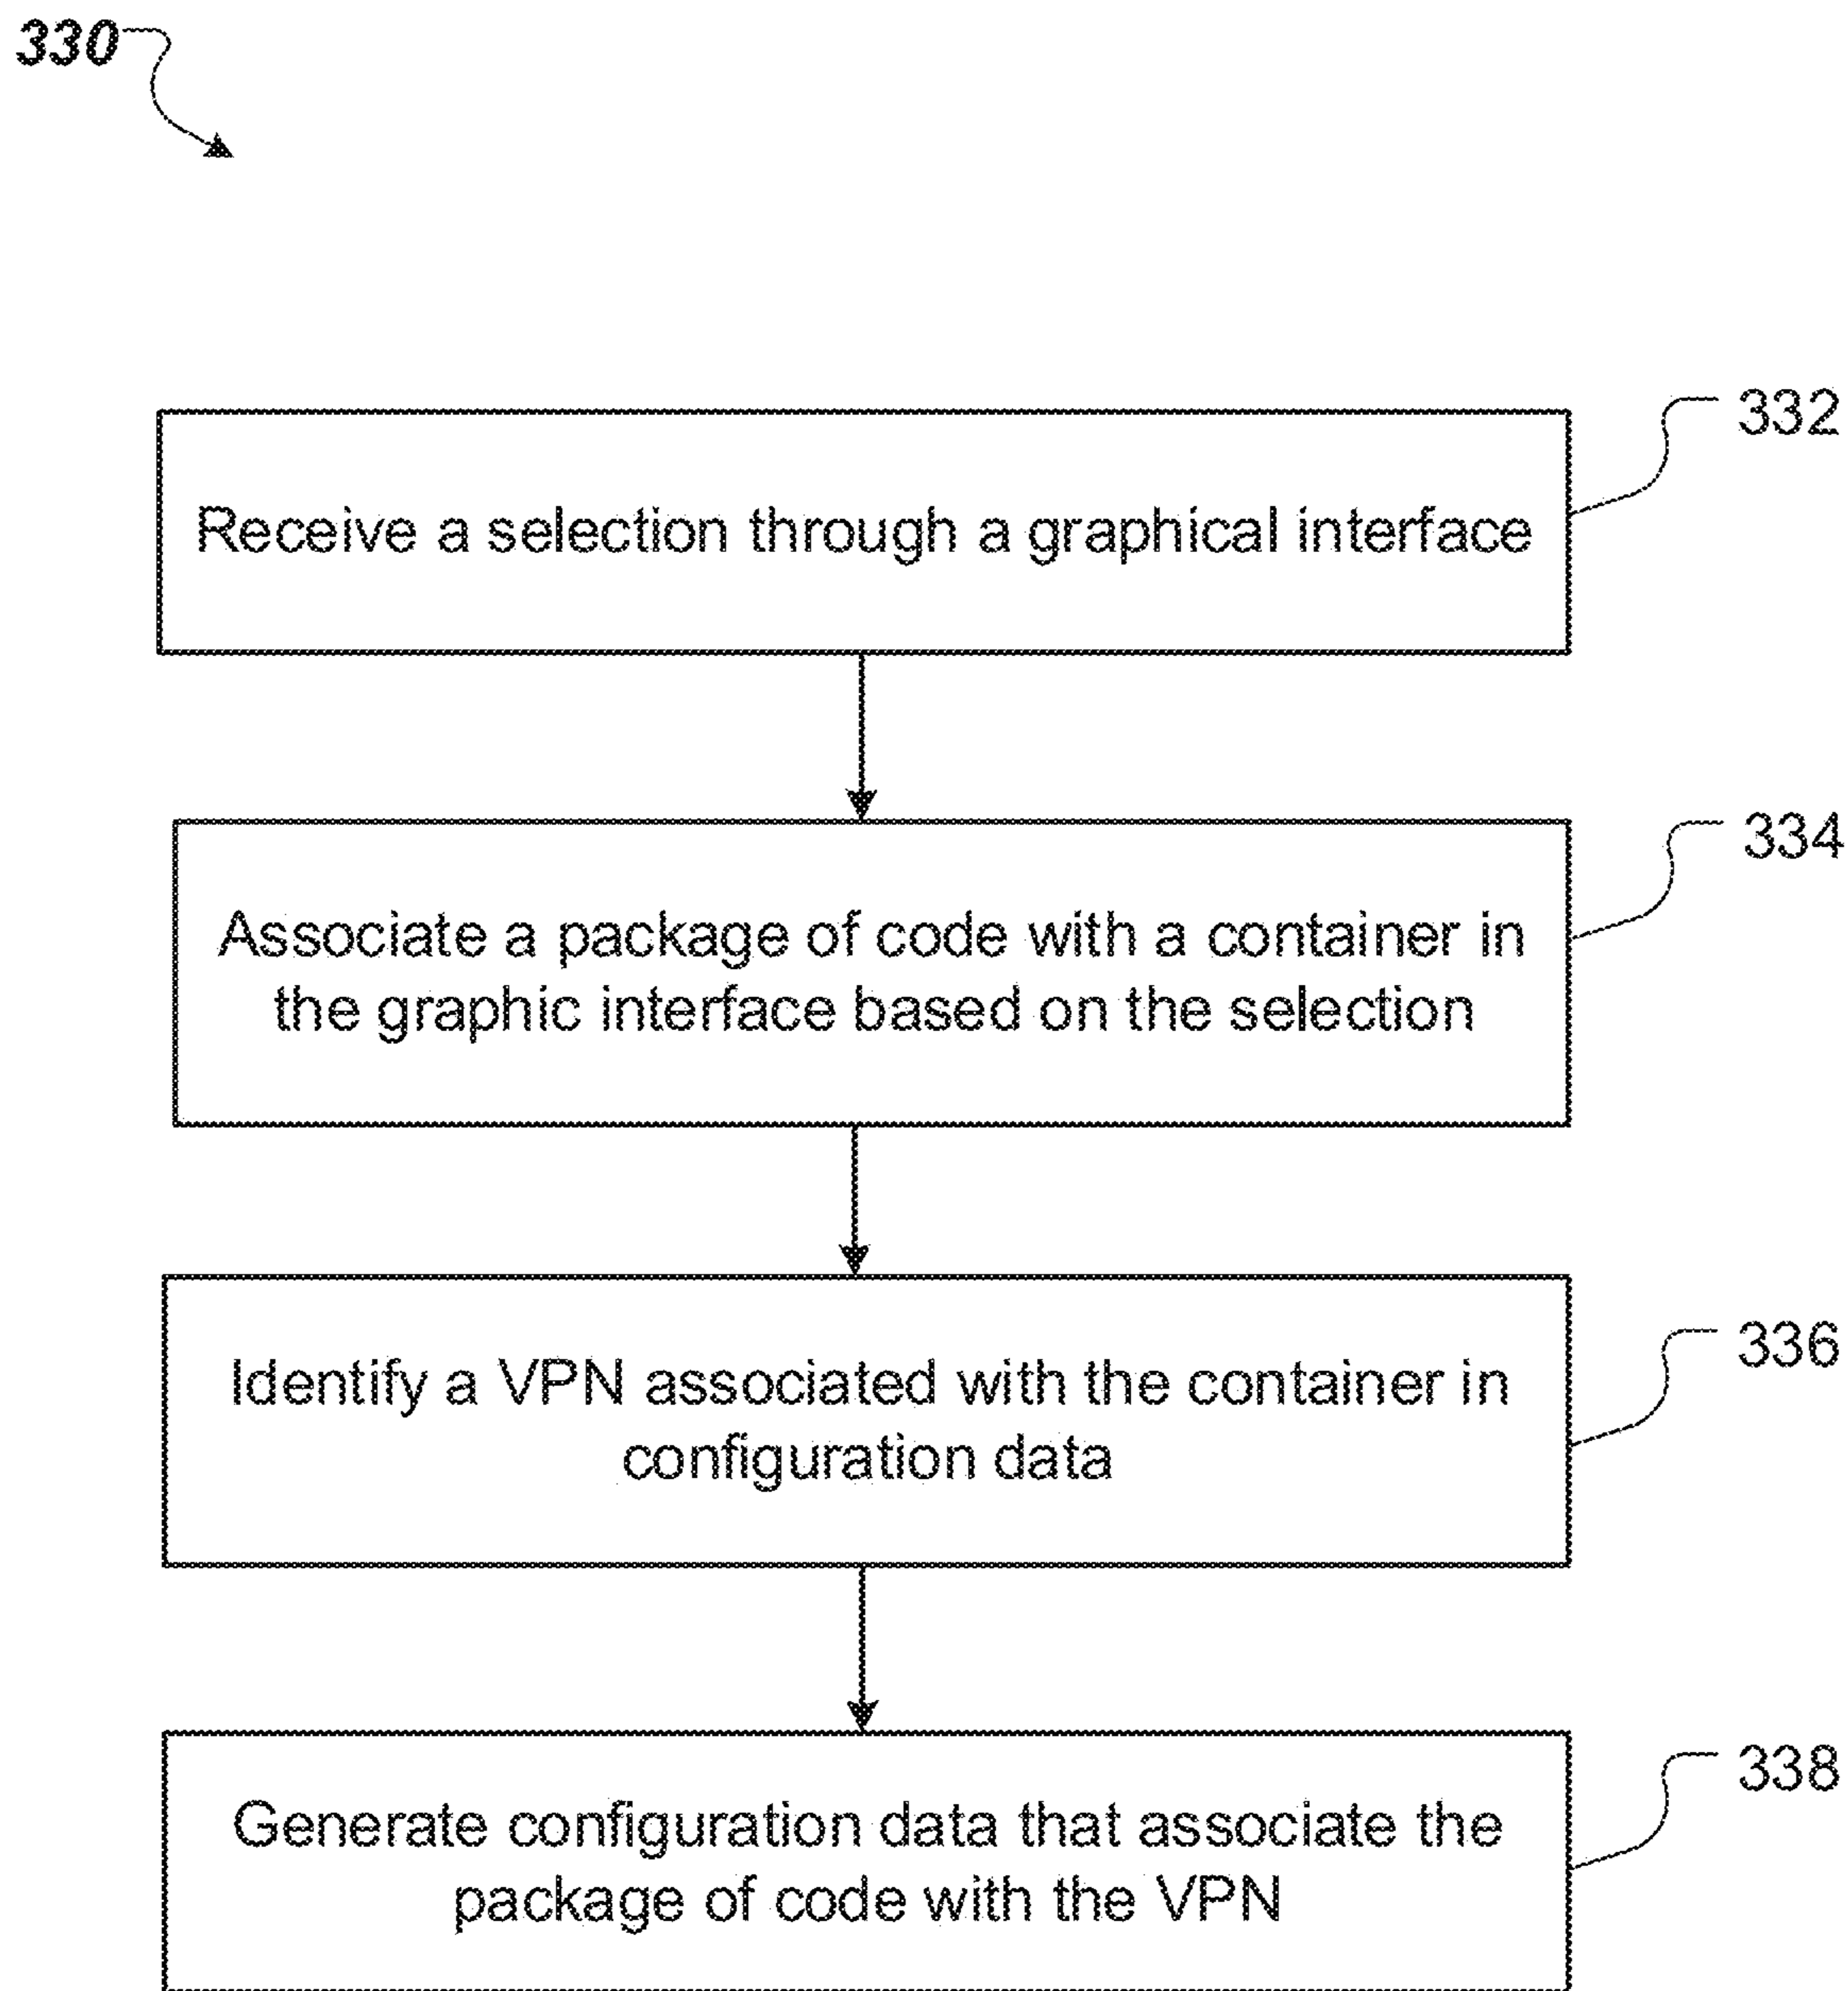 330
332
Receive a selection through a graphical interface
334
Associate a package of code with a container in
the graphic interface based on the selection
336
Identify a VPN associated with the container in
configuration data
338
Generate configuration data that associate the
package of code with the VPN